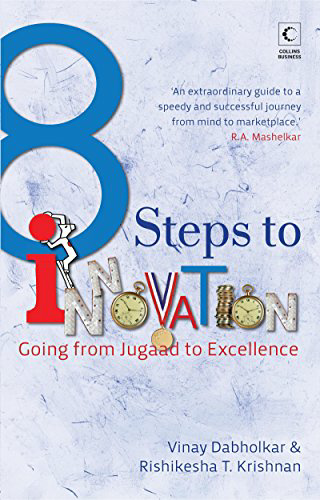 COLLINS
BUSINESS
'An extraordinary guide to a
speedy and successful journey
from mind to marketplace.'
R.A. Mashelkar
8 Steps to
iNNOVATION
Going from Jugaad to Excellence
Vinay Dabholkar &
Rishikesha T. Krishnan